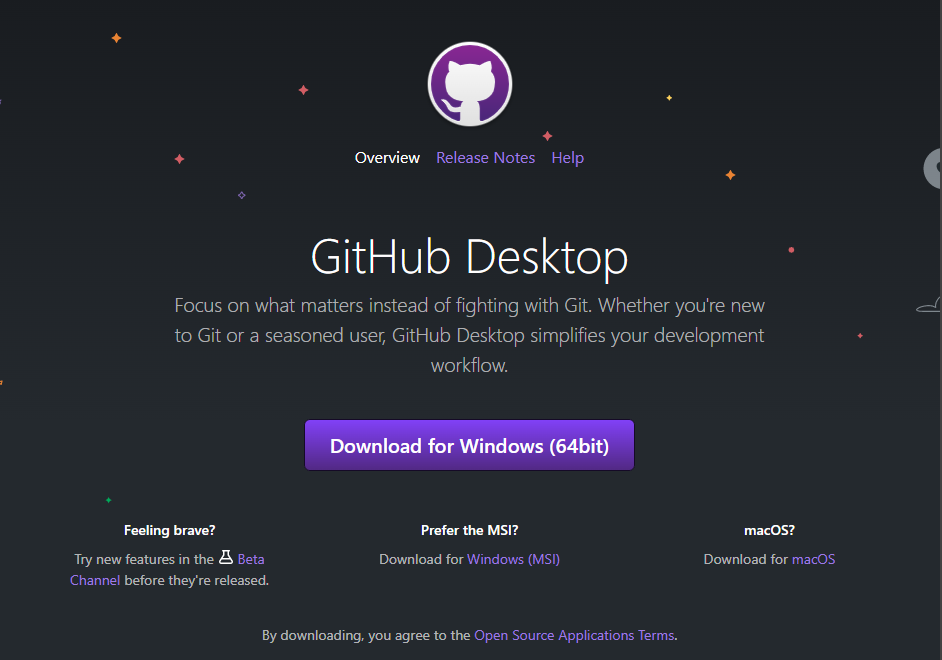 Overview Release Notes Help
GitHub Desktop
Focus on what matters instead of fighting with Git. Whether you're new
to Git or a seasoned user, GitHub Desktop simplifies your development
workflow.
Download for Windows (64bit)
Feeling brave?
Try new features in the Beta
Channel before they're released.
Prefer the MSI?
Download for Windows (MSI)
macOS?
Download for macOS
By downloading, you agree to the Open Source Applications Terms.